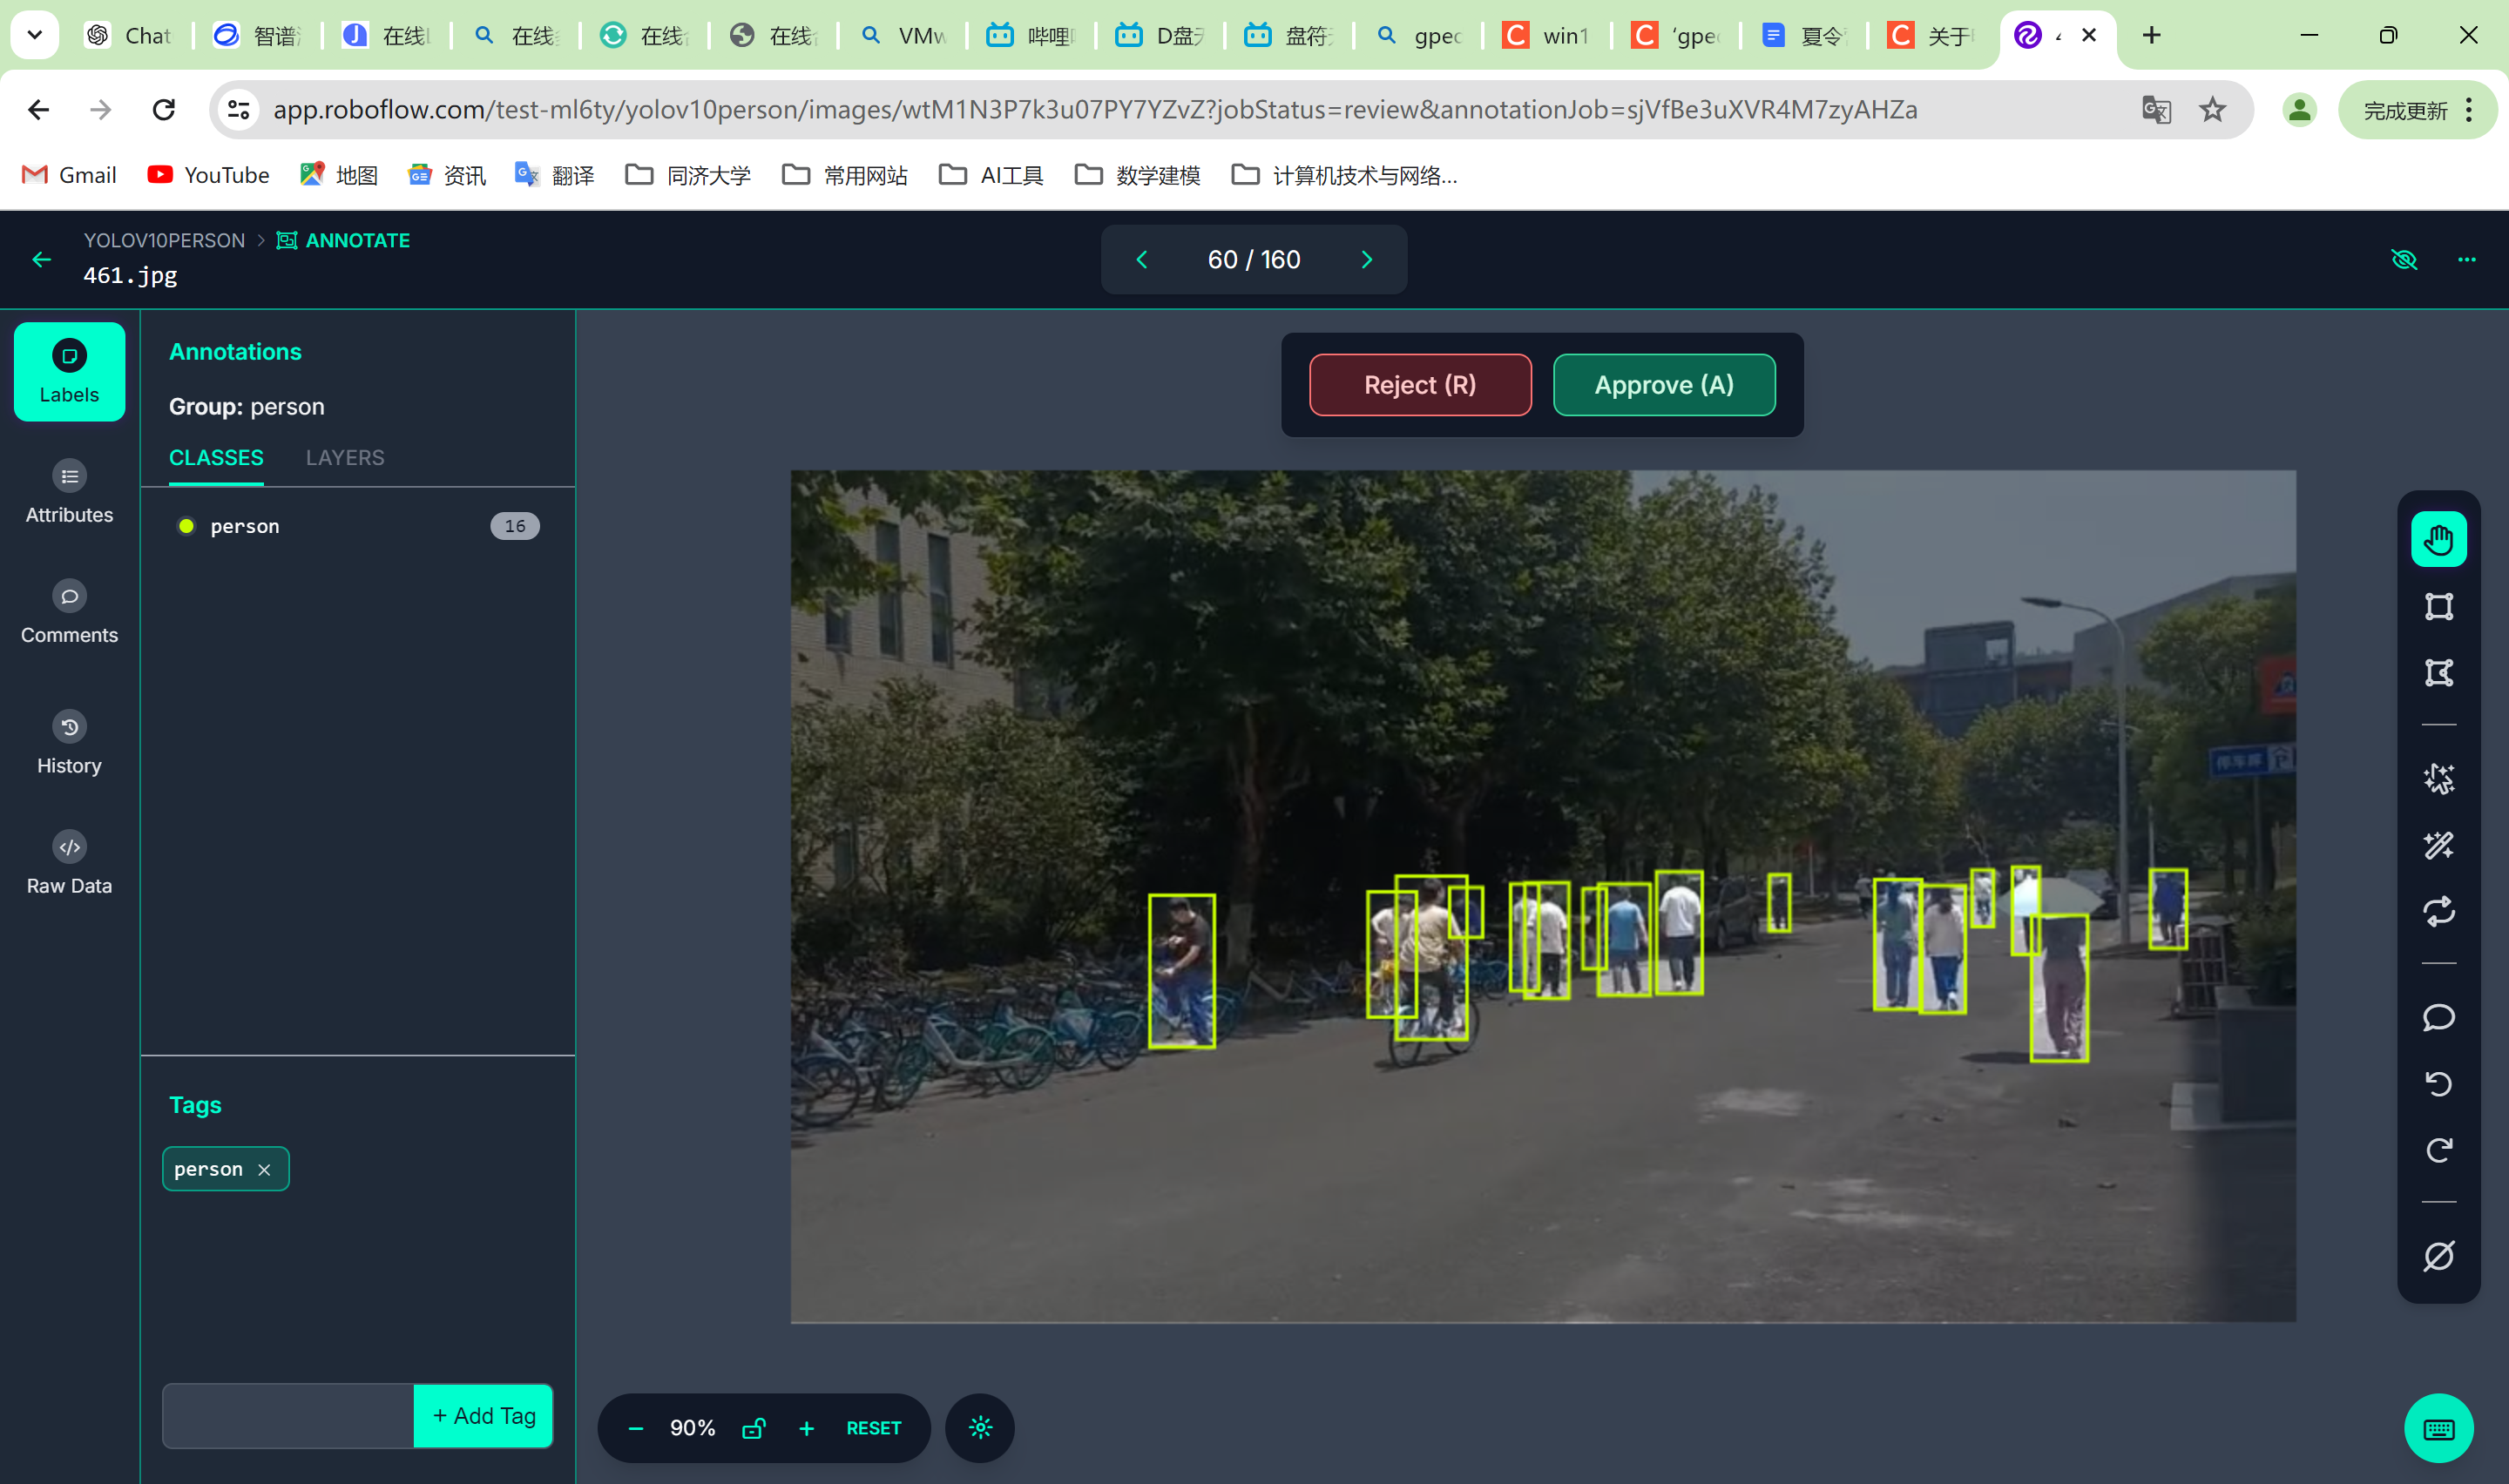 Chat
智谱
在线
在线
在线
在线
VMw
哔哩
D盘
盘符
gpe
win1
‘gpe
夏令
关于
app.roboflow.com/test-ml6ty/yolov10person/images/wtM1N3P7k3u07PY7YZvZ?jobStatus=review&annotationJob=sjVfBe3uXVR4M7zyAHZa
完成更新
Gmail
YouTube
地图
资讯
翻译
同济大学
常用网站
AI工具
数学建模
计算机技术与网络...
YOLOV10PERSON > ANNOTATE
461.jpg
60 / 160
Labels
Attributes
Comments
History
Raw Data
Annotations
Group: person
CLASSES LAYERS
person 16
Tags
person
+ Add Tag
Reject (R) Approve (A)
停车库 P
90% RESET